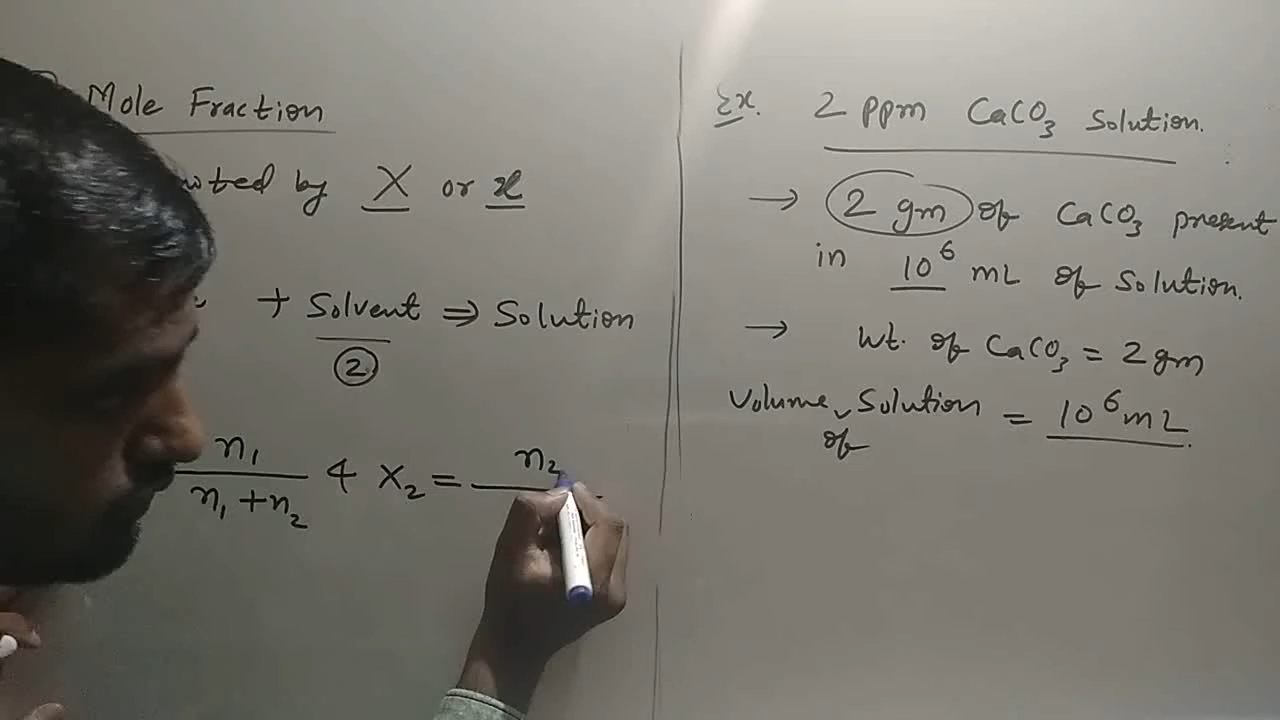 Mole Fraction
by X or x
+ Solvent ⇒ Solution
2
n₁
n₁ + n₂
& X₂ =
n₂
Ex. 2 ppm CaCO₃ Solution.
→ 2 gm of CaCO₃ present
in 10⁶ mL of Solution.
→ Wt. of CaCO₃ = 2 gm
Volume of Solution = 10⁶ mL